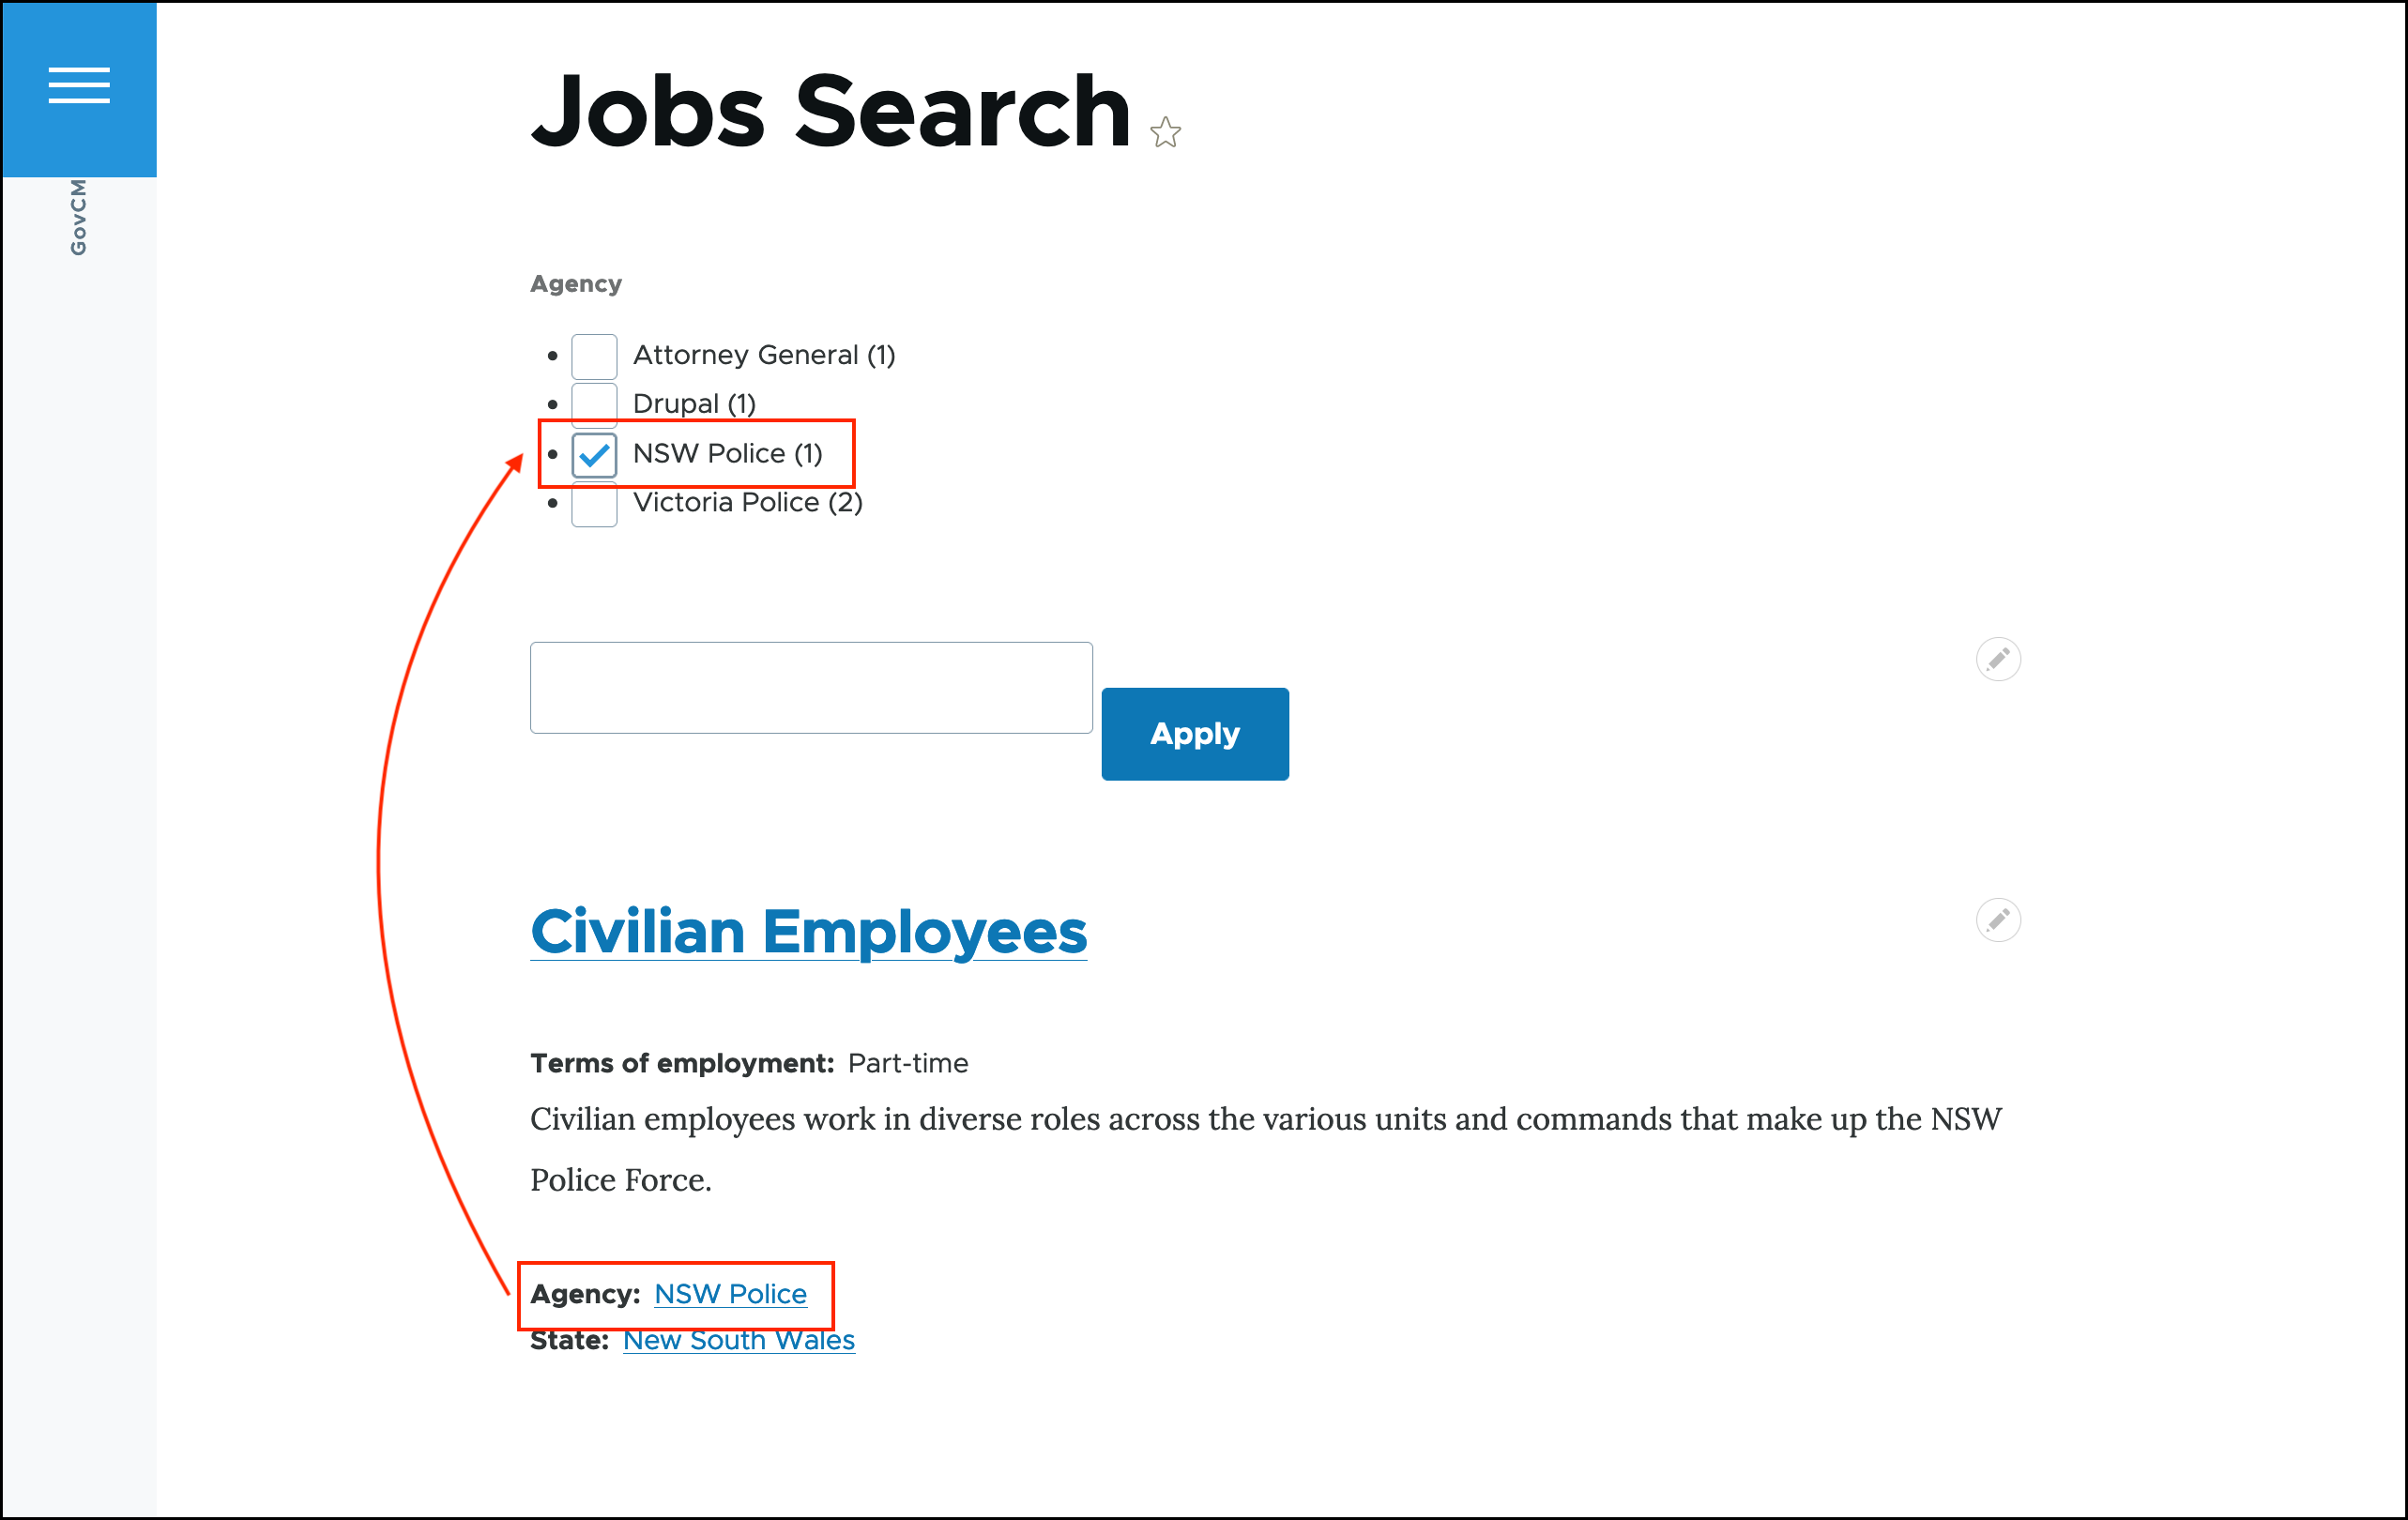 Jobs Search
GovCM
Agency
Attorney General (1)
Drupal (1)
NSW Police (1)
Victoria Police (2)
Apply
Civilian Employees
Terms of employment: Part-time
Civilian employees work in diverse roles across the various units and commands that make up the NSW
Police Force.
Agency: NSW Police
State: New South Wales